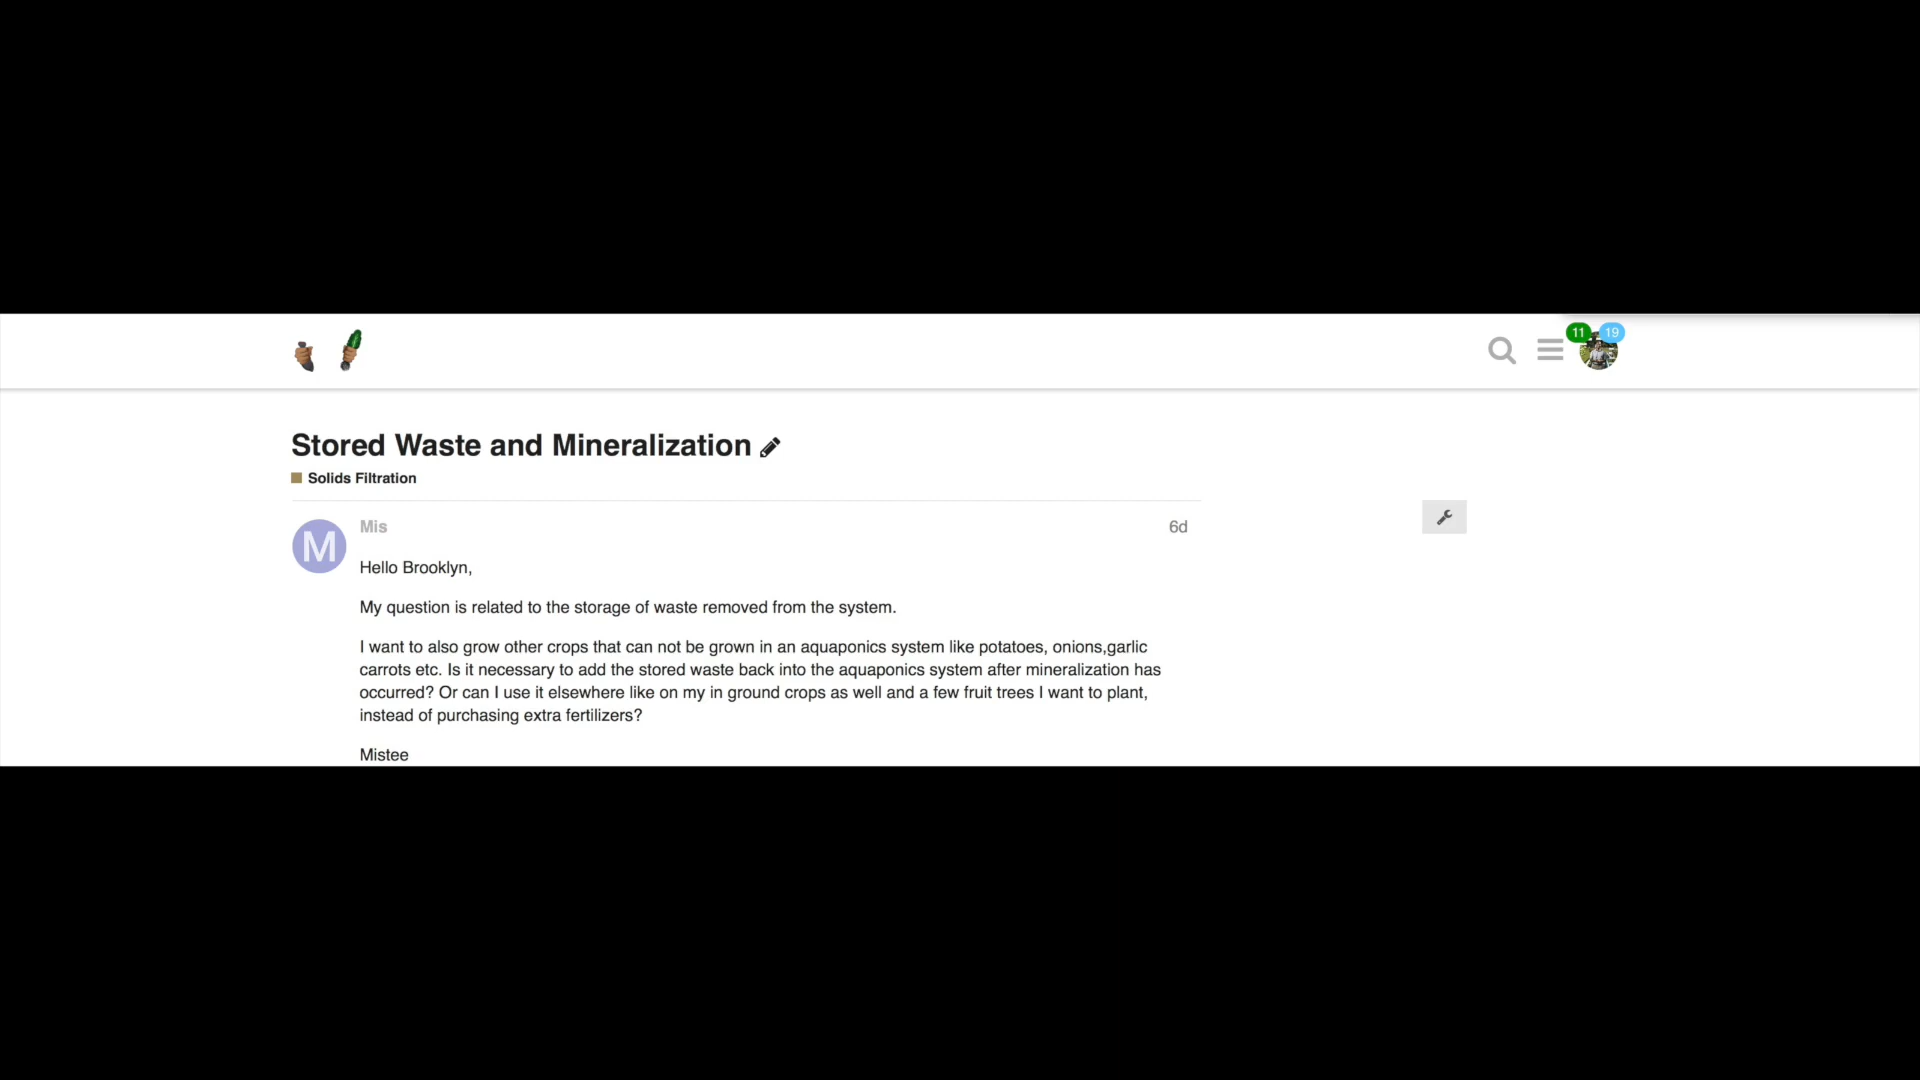 11 19
Stored Waste and Mineralization
Solids Filtration
M
Mis 6d
Hello Brooklyn,
My question is related to the storage of waste removed from the system.
I want to also grow other crops that can not be grown in an aquaponics system like potatoes, onions,garlic
carrots etc. Is it necessary to add the stored waste back into the aquaponics system after mineralization has
occurred? Or can I use it elsewhere like on my in ground crops as well and a few fruit trees I want to plant,
instead of purchasing extra fertilizers?
Mistee